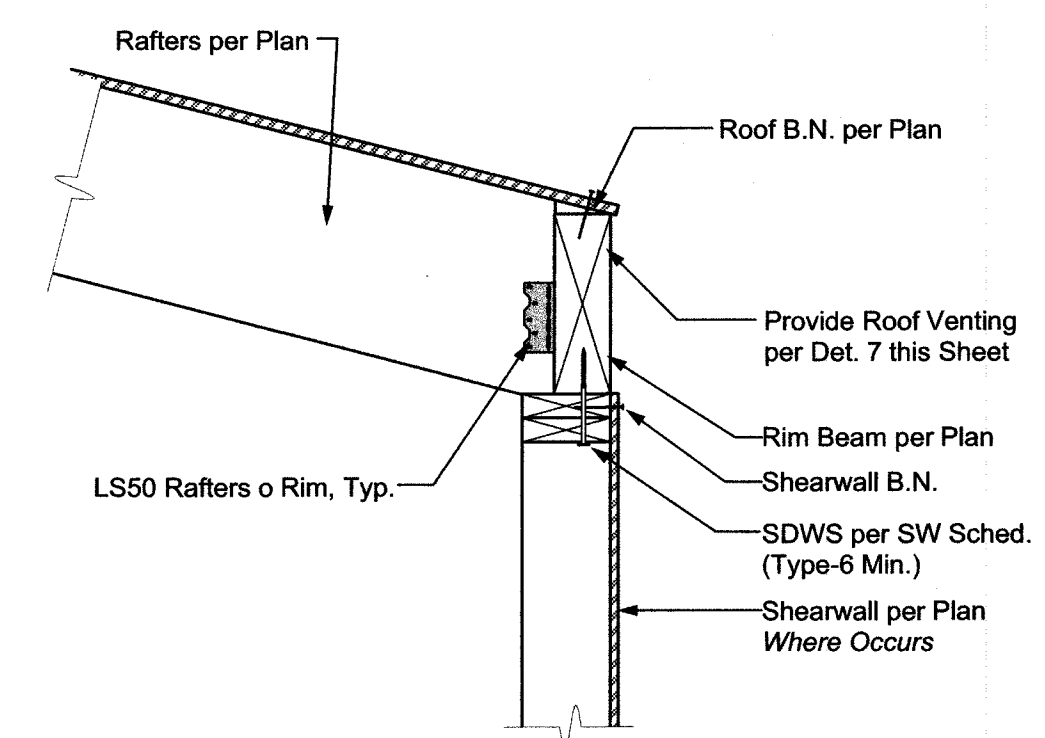 Rafters per Plan
Roof B.N. per Plan
Provide Roof Venting
per Det. 7 this Sheet
Rim Beam per Plan
LS50 Rafters o Rim, Typ.
Shearwall B.N.
SDWS per SW Sched.
(Type-6 Min.)
Shearwall per Plan
Where Occurs